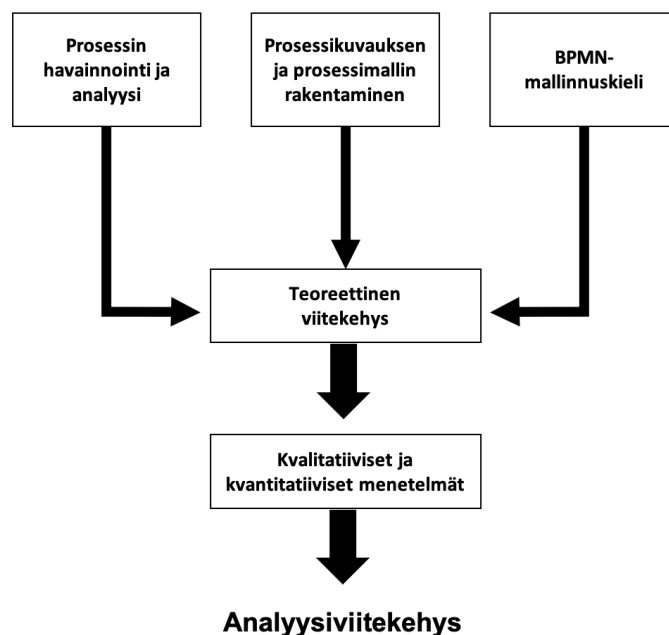 Prosessin
havainnointi ja
analyysi
Prosessikuvauksen
ja prosessimallin
rakentaminen
BPMN-
mallinnuskieli
Teoreettinen
viitekehys
Kvalitatiiviset ja
kvantitatiiviset menetelmät
Analyysiviitekehys